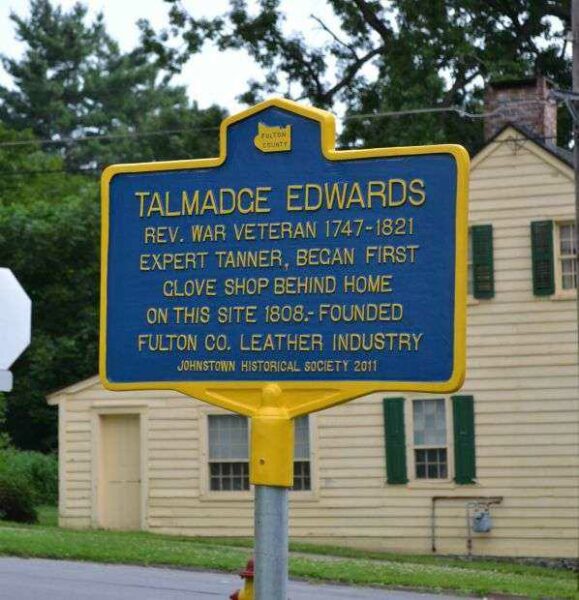 FULTON
COUNTY
TALMADGE EDWARDS
REV. WAR VETERAN 1747-1821
EXPERT TANNER, BEGAN FIRST
GLOVE SHOP BEHIND HOME
ON THIS SITE 1808.- FOUNDED
FULTON CO. LEATHER INDUSTRY
JOHNSTOWN HISTORICAL SOCIETY 2011